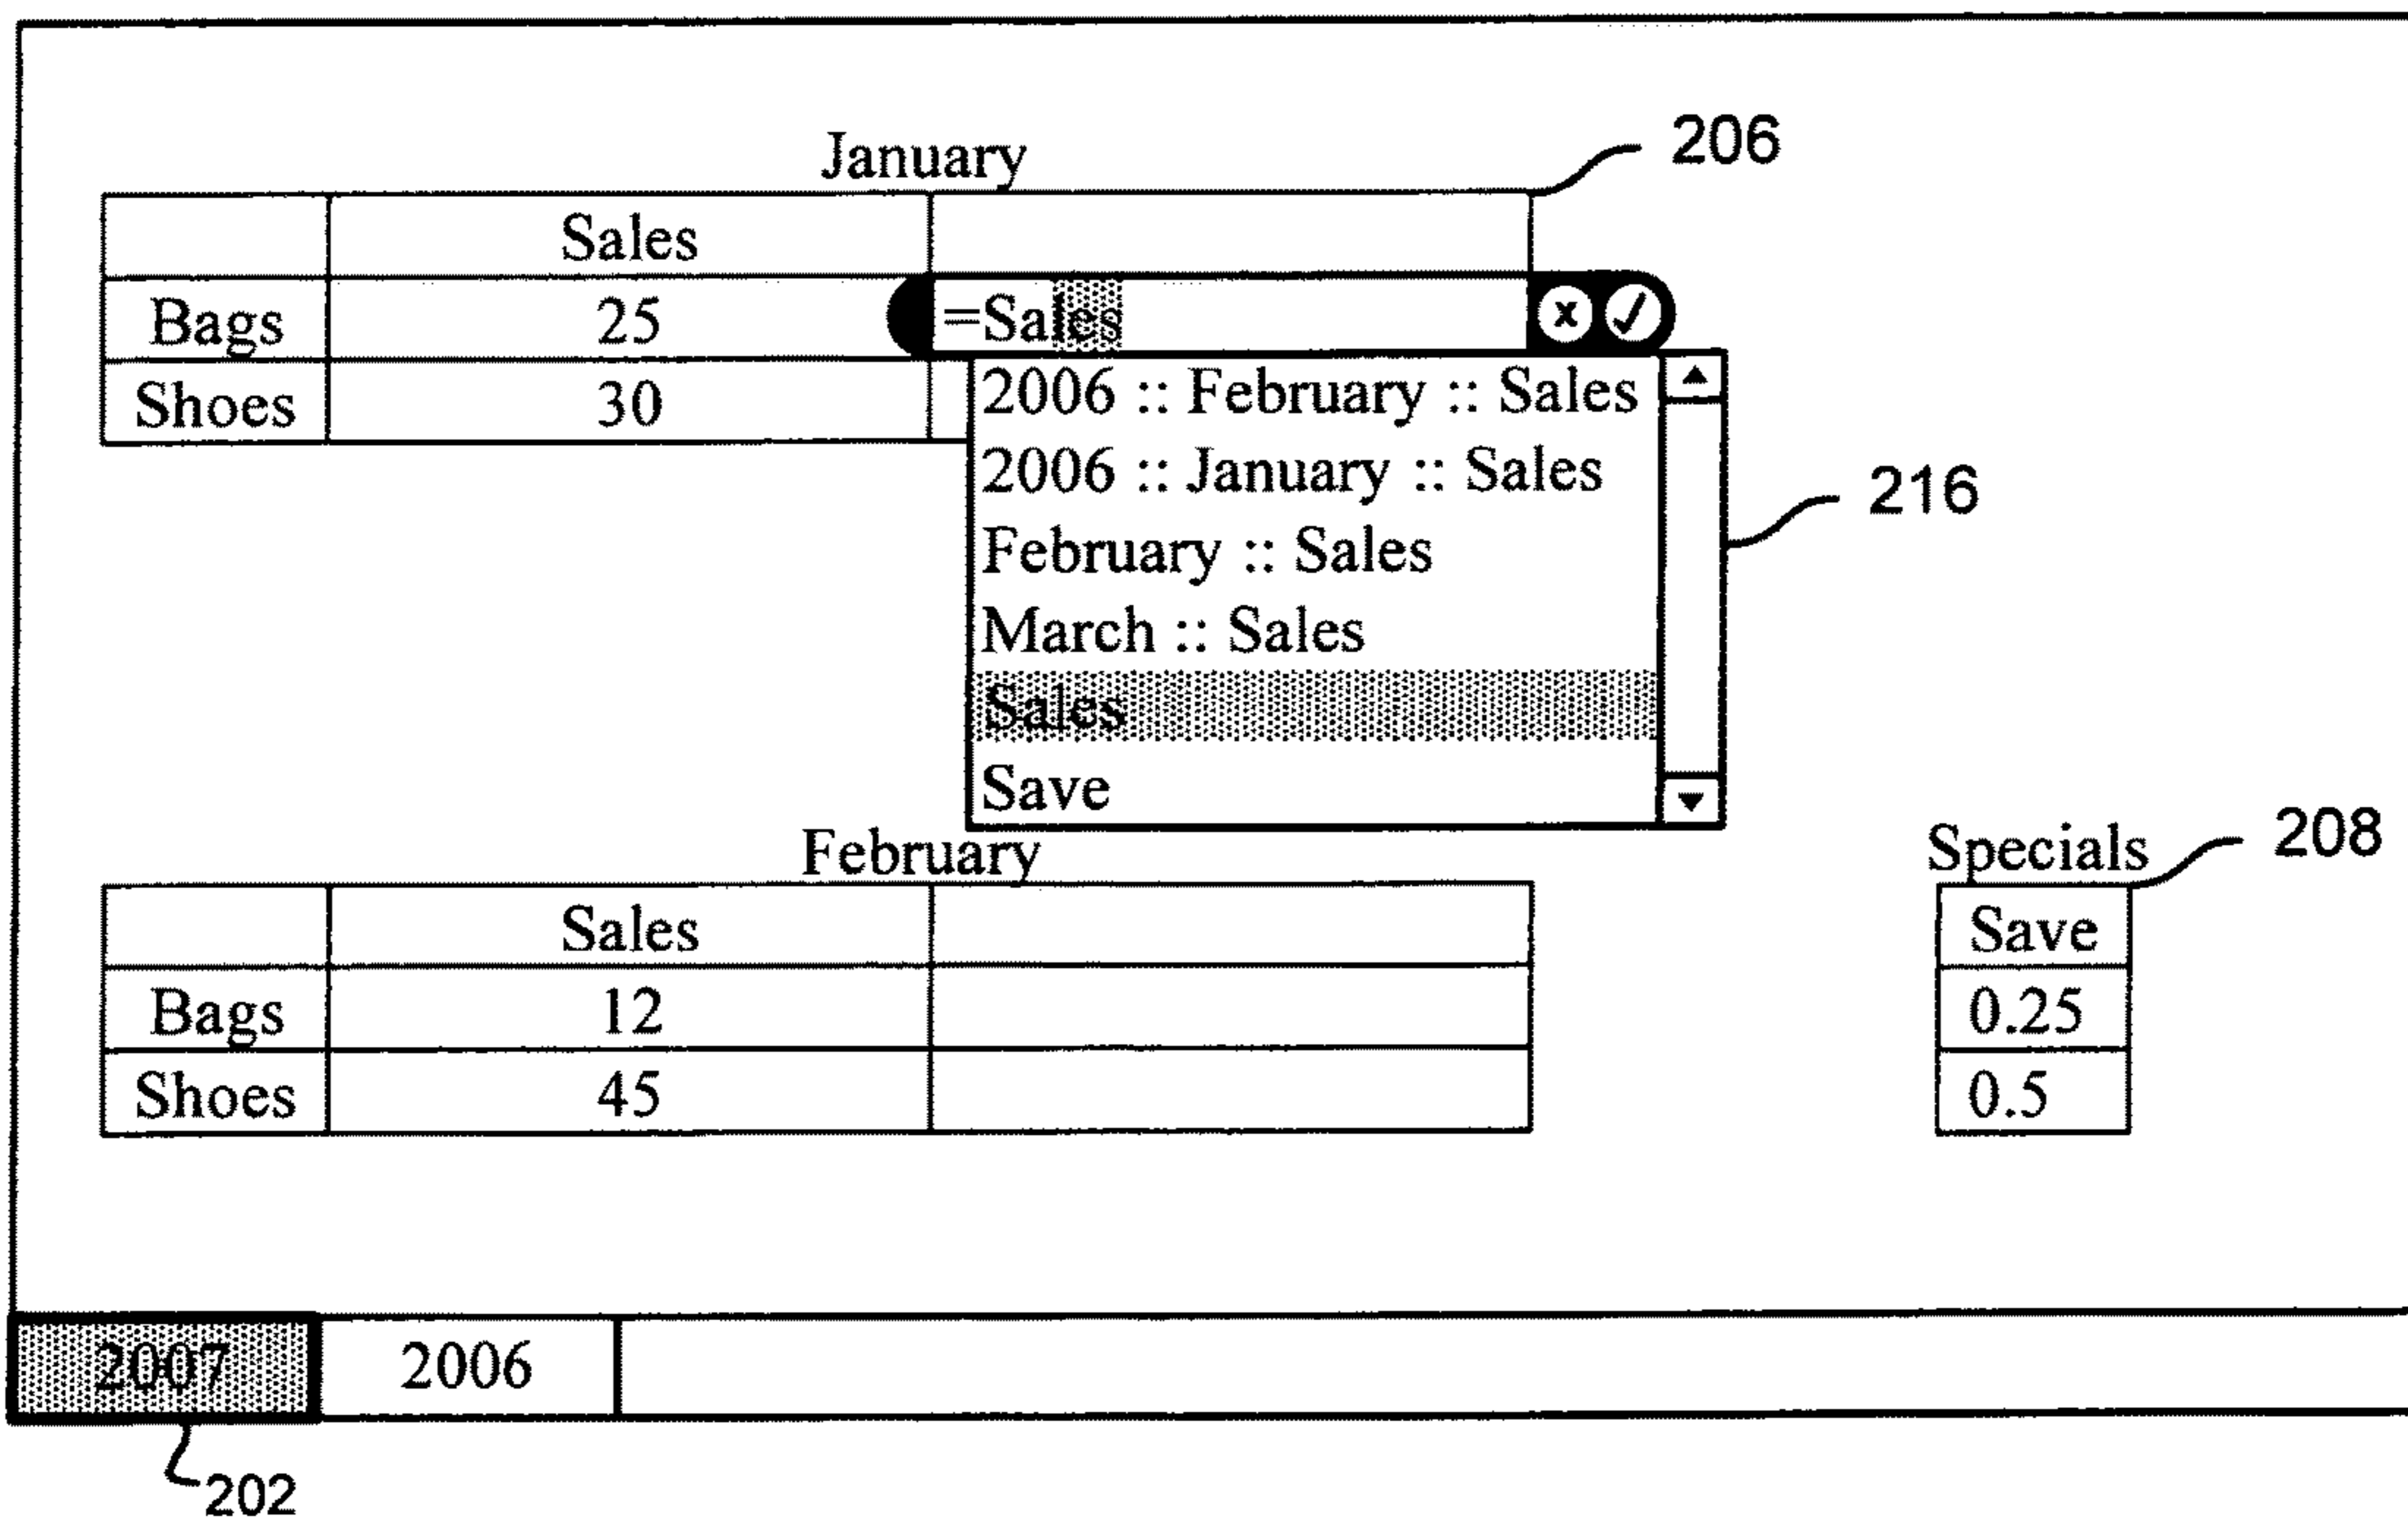 January
206
Sales
Bags 25 =Sales x ✓
Shoes 30
2006 :: February :: Sales
2006 :: January :: Sales
February :: Sales
March :: Sales
Sales
Save
216
February
Sales
Bags 12
Shoes 45
Specials
208
Save
0.25
0.5
2007 2006
202